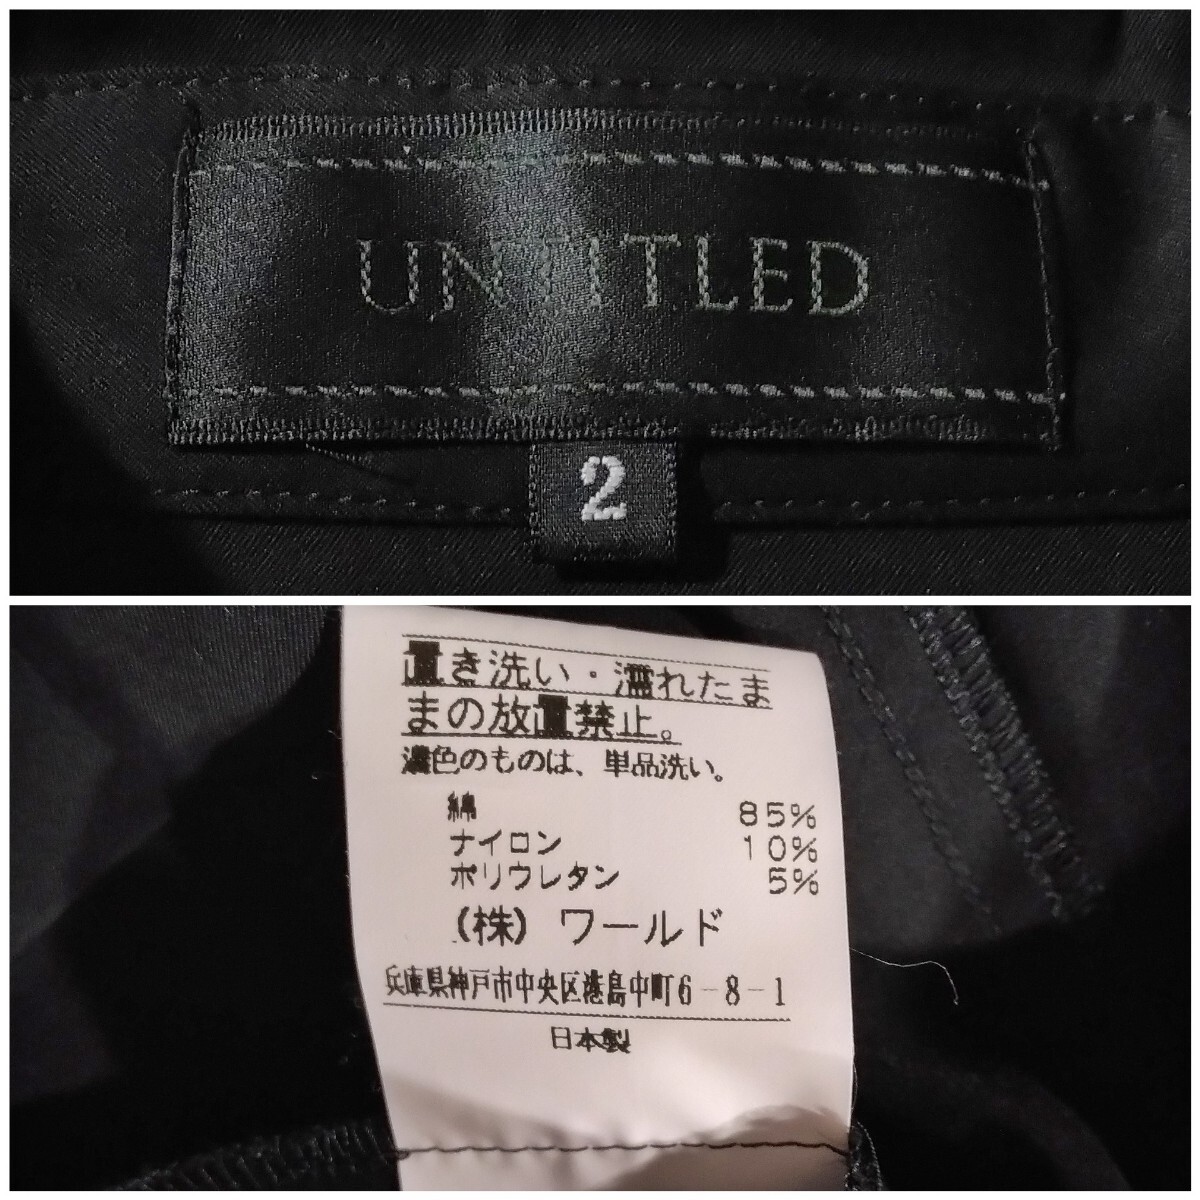 UNTITLED
2
置き洗い・濡れたま
まの放置禁止。
濃色のものは、単品洗い。
綿 85%
ナイロン 10%
ポリウレタン 5%
(株) ワールド
兵庫県神戸市中央区港島中町6-8-1
日本製